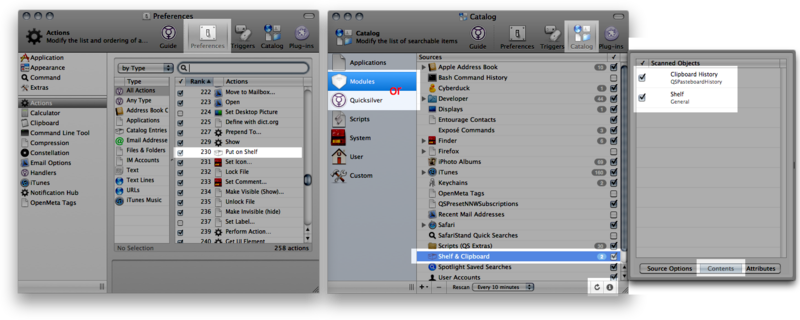 Preferences
Actions
Modify the list and ordering of a...
Guide
Preferences
Triggers
Catalog
Plug-ins
Application
Appearance
Command
Extras
Actions
Calculator
Clipboard
Command Line Tool
Compression
Constellation
Email Options
Handlers
iTunes
Notification Hub
OpenMeta Tags
by Type
Type
All Actions
Any Type
Address Book C
Applications
Catalog Entries
Email Addresse
Files & Folders
IM Accounts
Text
Text Lines
URLs
iTunes Music
✓ Rank ▲ Actions
222 Move to Mailbox...
223 Open
224 Set Desktop Picture
225 Define with dict.org
227 Prepend To...
229 Show
230 Put on Shelf
231 Set Icon...
232 Lock File
233 Set Comment...
234 Make Visible (Show)...
235 Unlock File
236 Make Invisible (hide)
237 Set Label...
239 Perform Action...
240 Get UI Element
No Selection
258 actions
Catalog
Catalog
Modify the list of searchable items
Guide
Preferences
Triggers
Catalog
Plug-ins
Applications
Modules
or
Quicksilver
Scripts
System
User
Custom
Sources ✓
Apple Address Book
Bash Command History
Cyberduck
Developer
Displays
Entourage Contacts
Exposé Commands
Finder
Firefox
iPhoto Albums
iTunes
Keychains
OpenMeta Tags
QSPresetNNWSubscriptions
Recent Mail Addresses
Safari
SafariStand Quick Searches
Scripts (QS Extras)
Shelf & Clipboard
Spotlight Saved Searches
User Accounts
+ − Rescan Every 10 minutes
✓ Scanned Objects
Clipboard History
QSPasteboardHistory
Shelf
General
Source Options
Contents
Attributes